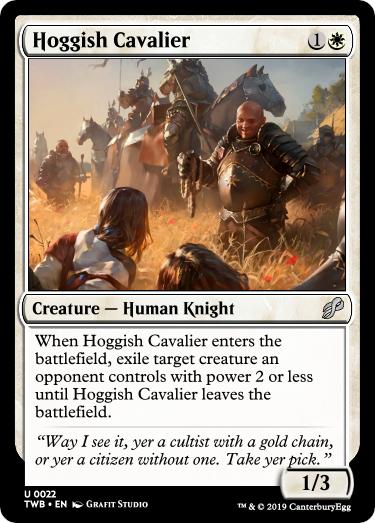 Hoggish Cavalier 1
Creature — Human Knight
When Hoggish Cavalier enters the
battlefield, exile target creature an
opponent controls with power 2 or less
until Hoggish Cavalier leaves the
battlefield.
“Way I see it, yer a cultist with a gold chain,
or yer a citizen without one. Take yer pick.”
1/3
U 0022
TWB • EN Grafit Studio
™ & © 2019 CanterburyEgg